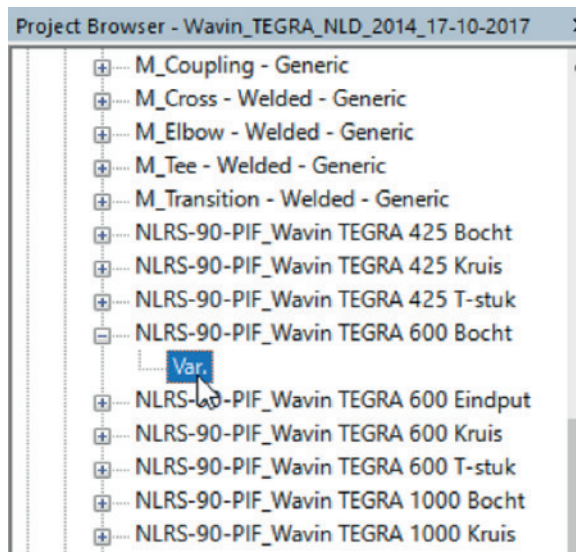 Project Browser - Wavin_TEGRA_NLD_2014_17-10-2017
M_Coupling - Generic
M_Cross - Welded - Generic
M_Elbow - Welded - Generic
M_Tee - Welded - Generic
M_Transition - Welded - Generic
NLRS-90-PIF_Wavin TEGRA 425 Bocht
NLRS-90-PIF_Wavin TEGRA 425 Kruis
NLRS-90-PIF_Wavin TEGRA 425 T-stuk
NLRS-90-PIF_Wavin TEGRA 600 Bocht
Var.
NLRS-90-PIF_Wavin TEGRA 600 Eindput
NLRS-90-PIF_Wavin TEGRA 600 Kruis
NLRS-90-PIF_Wavin TEGRA 600 T-stuk
NLRS-90-PIF_Wavin TEGRA 1000 Bocht
NLRS-90-PIF_Wavin TEGRA 1000 Kruis